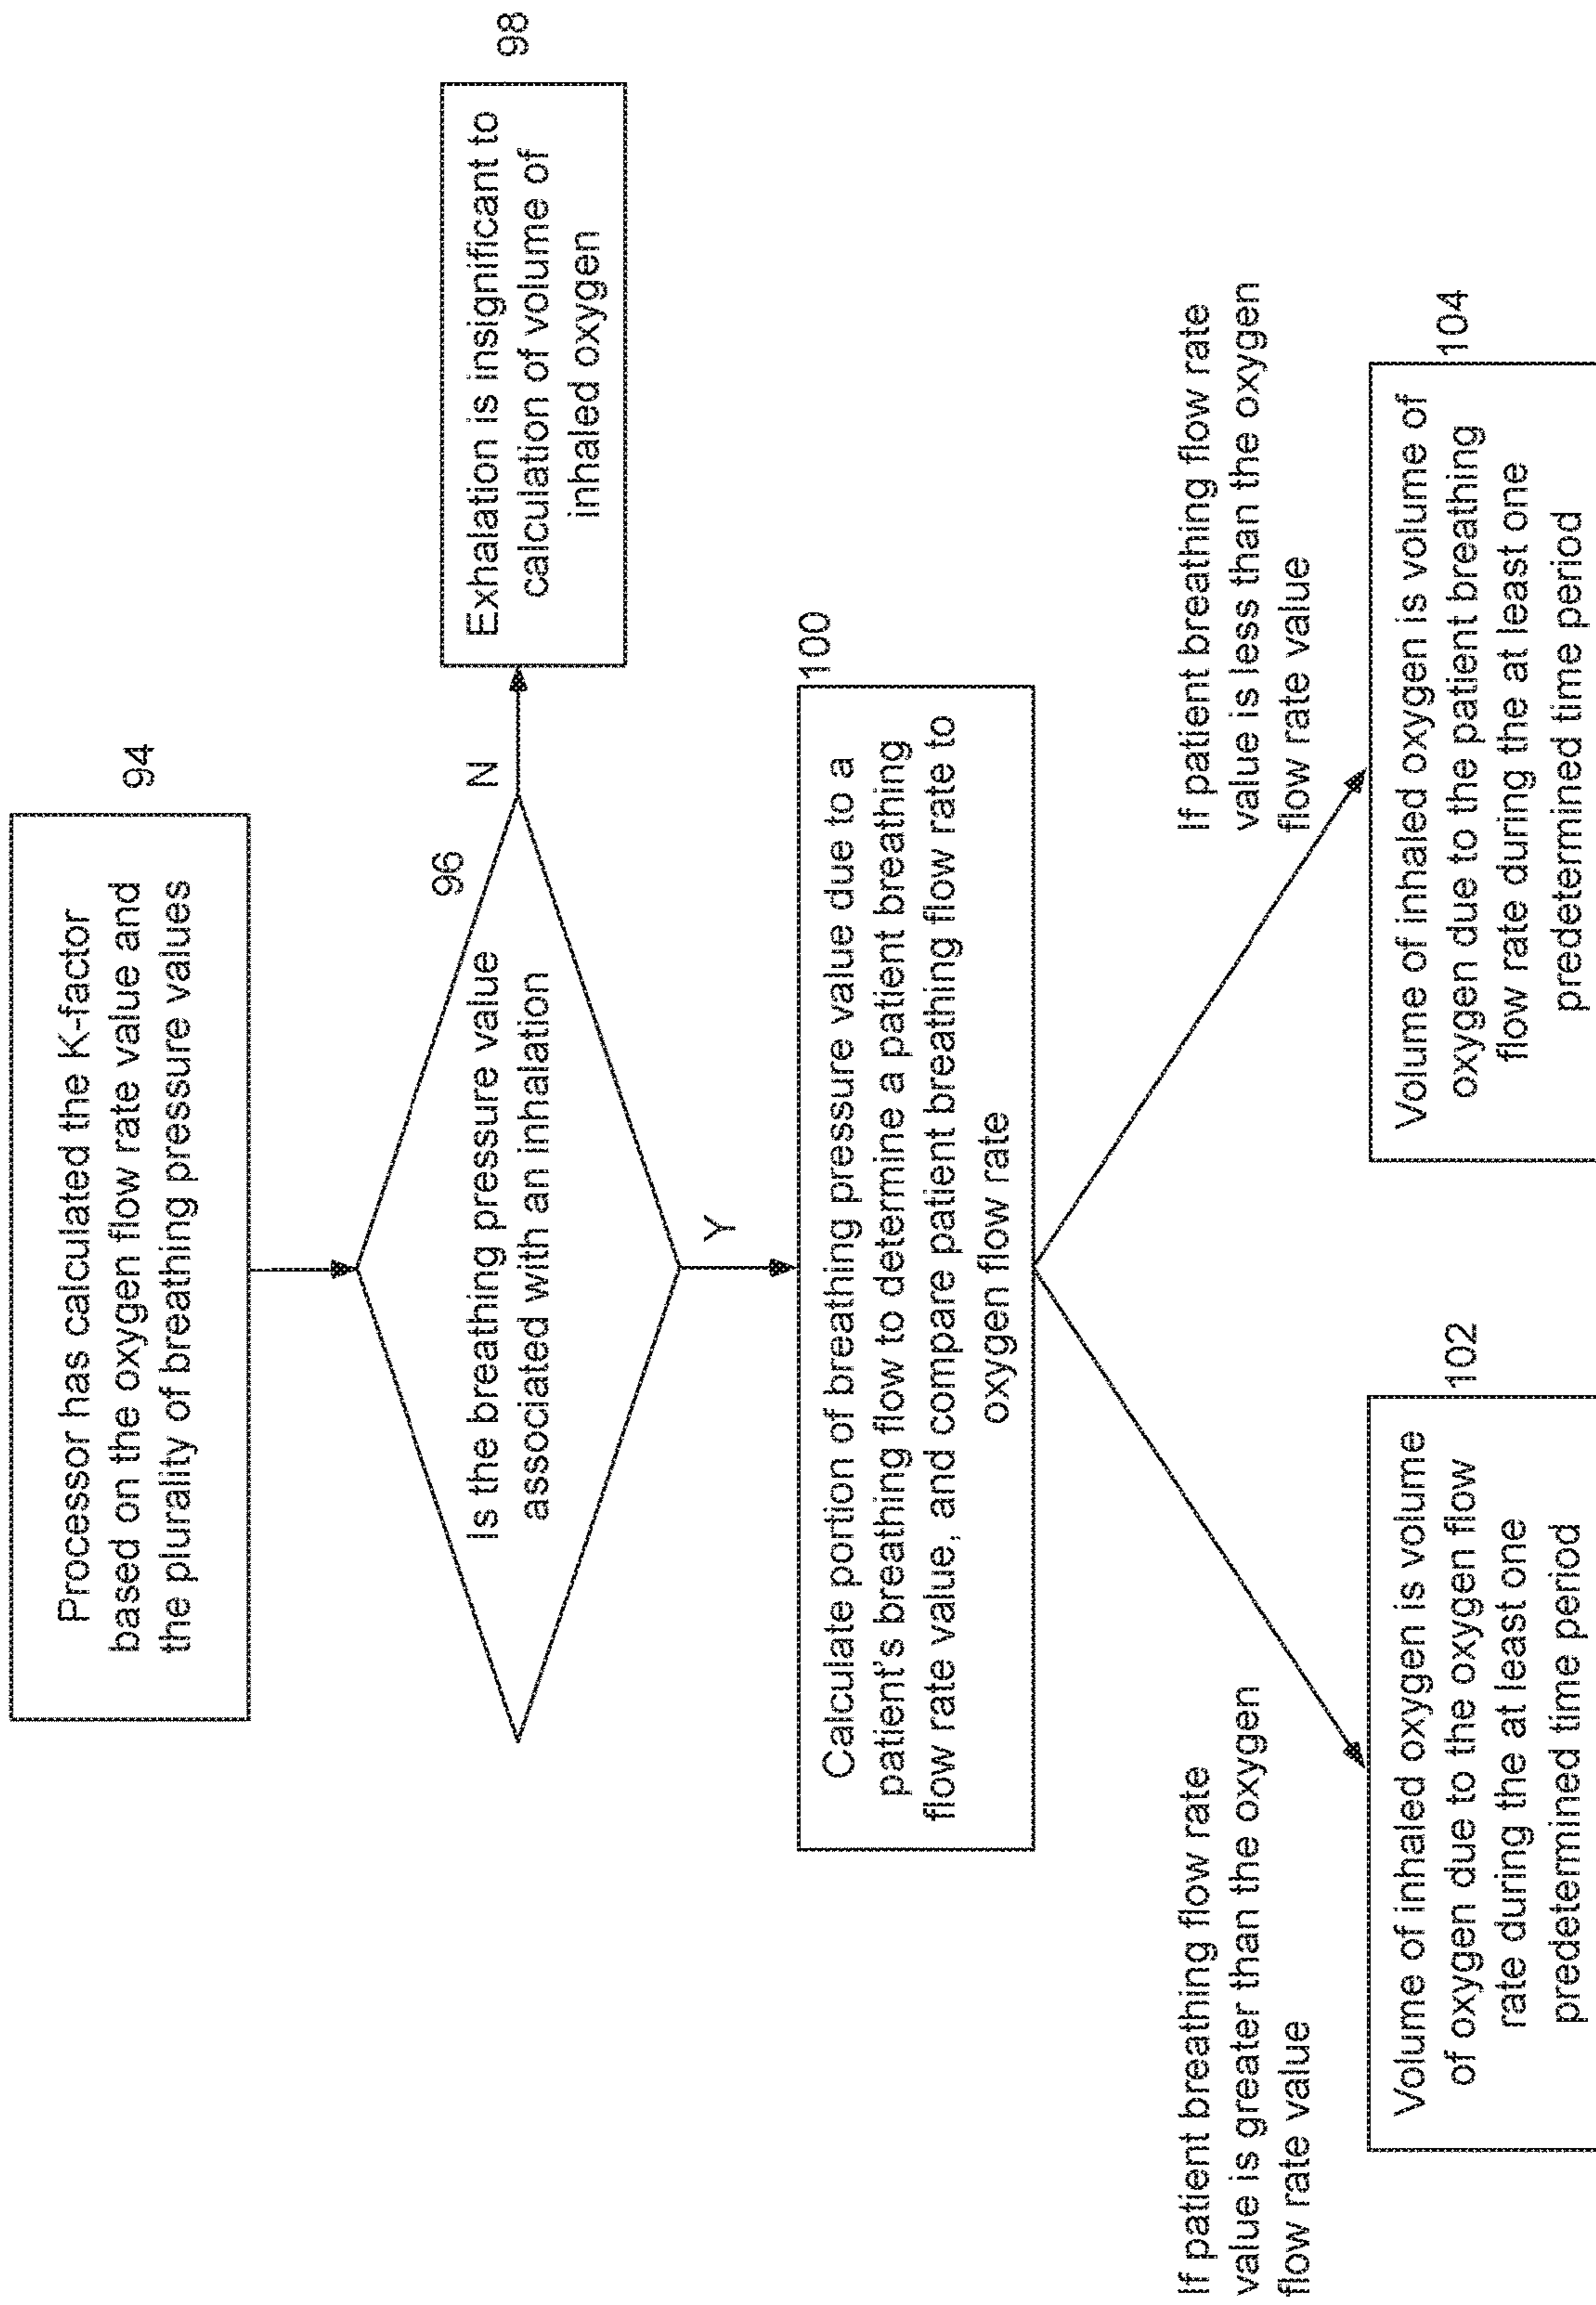 Processor has calculated the K-factor
based on the oxygen flow rate value and
the plurality of breathing pressure values
94
Is the breathing pressure value
associated with an inhalation
96
N
Exhalation is insignificant to
calculation of volume of
inhaled oxygen
98
Y
Calculate portion of breathing pressure value due to a
patient's breathing flow to determine a patient breathing
flow rate value, and compare patient breathing flow rate to
oxygen flow rate
100
If patient breathing flow rate
value is greater than the oxygen
flow rate value
If patient breathing flow rate
value is less than the oxygen
flow rate value
Volume of inhaled oxygen is volume
of oxygen due to the oxygen flow
rate during the at least one
predetermined time period
102
Volume of inhaled oxygen is volume of
oxygen due to the patient breathing
flow rate during the at least one
predetermined time period
104